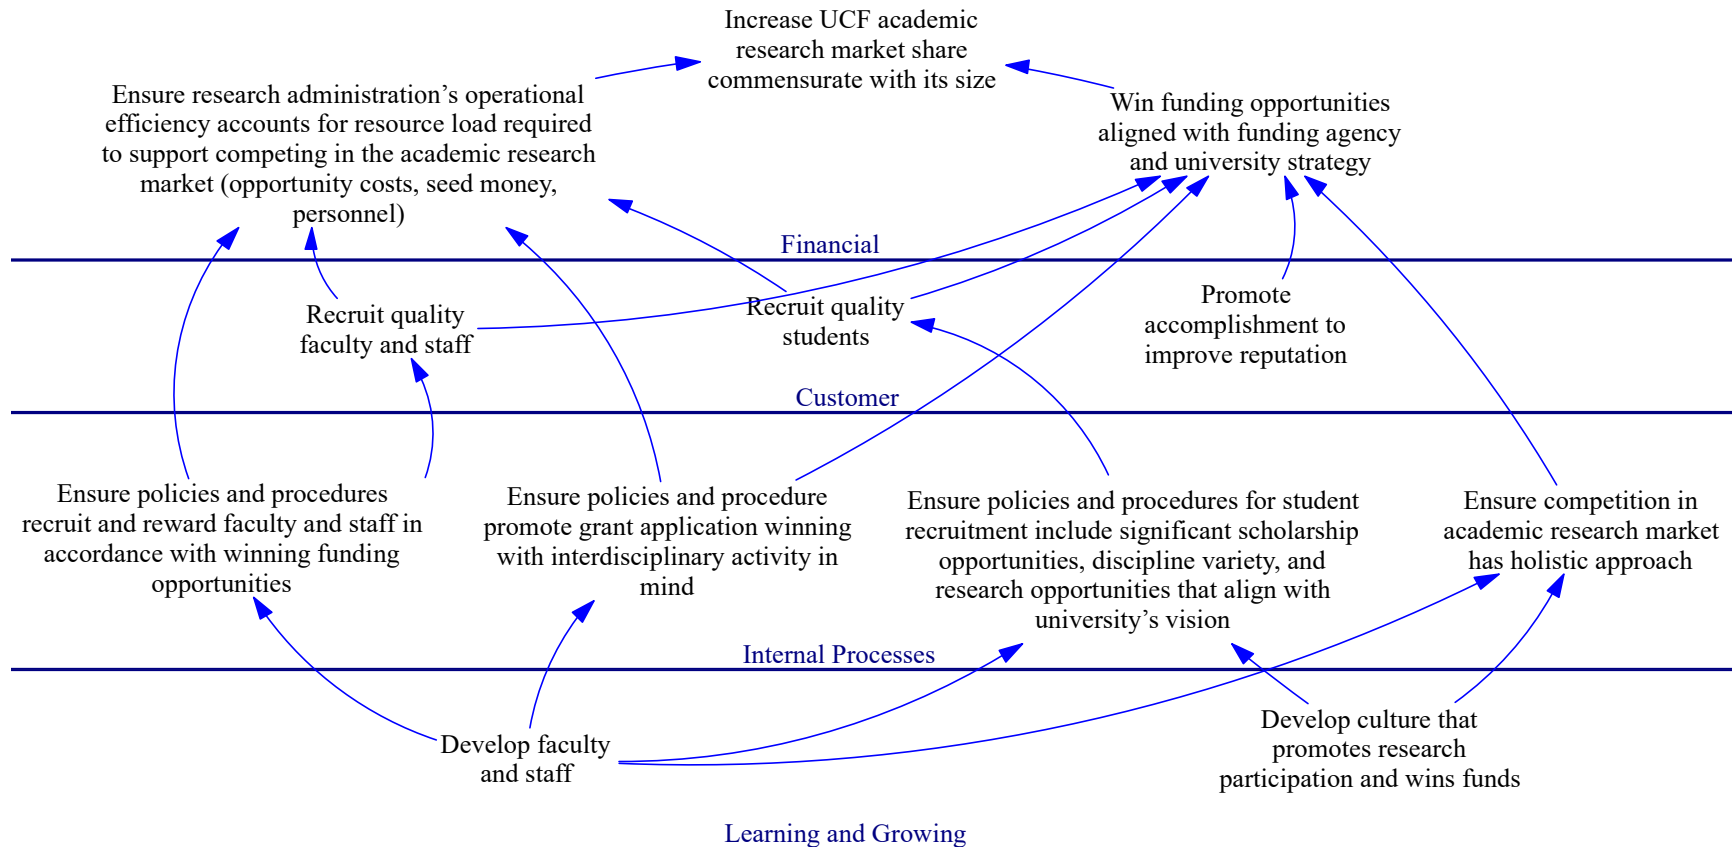 Increase UCF academic
research market share
commensurate with its size
Ensure research administration’s operational
efficiency accounts for resource load required
to support competing in the academic research
market (opportunity costs, seed money,
personnel)
Win funding opportunities
aligned with funding agency
and university strategy
Financial
Recruit quality
faculty and staff
Recruit quality
students
Promote
accomplishment to
improve reputation
Customer
Ensure policies and procedures
recruit and reward faculty and staff in
accordance with winning funding
opportunities
Ensure policies and procedure
promote grant application winning
with interdisciplinary activity in
mind
Ensure policies and procedures for student
recruitment include significant scholarship
opportunities, discipline variety, and
research opportunities that align with
university’s vision
Ensure competition in
academic research market
has holistic approach
Internal Processes
Develop faculty
and staff
Develop culture that
promotes research
participation and wins funds
Learning and Growing